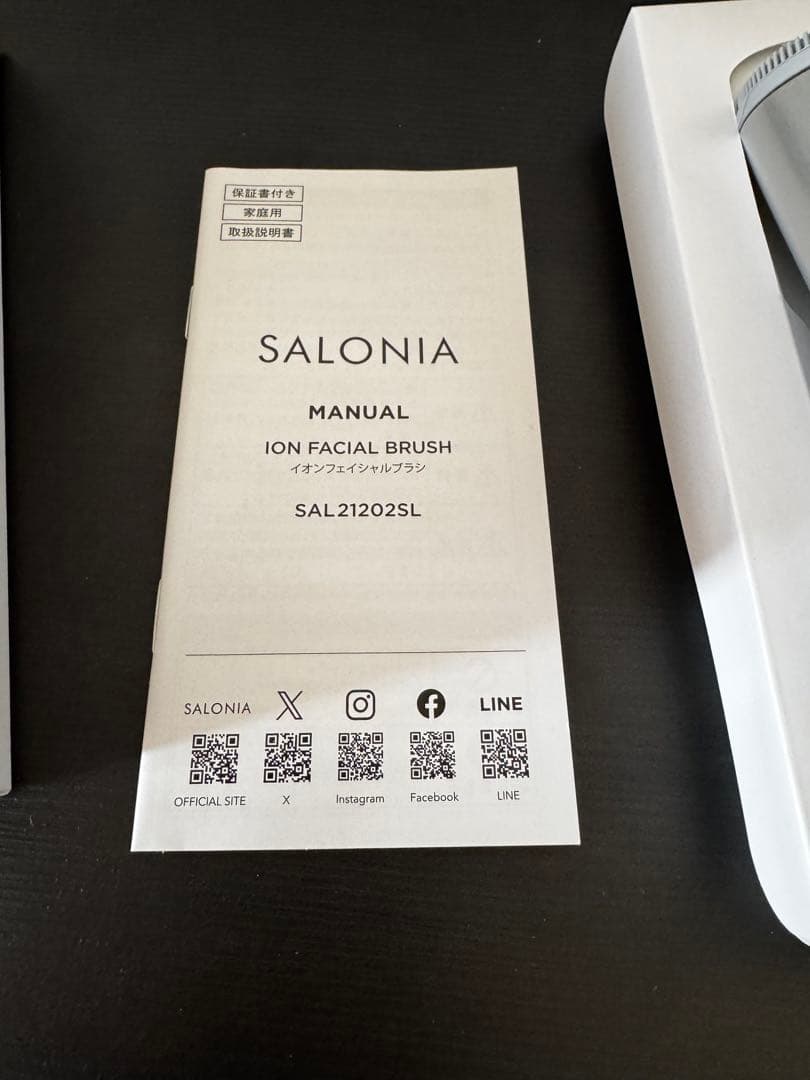 保証書付き
家庭用
取扱説明書
SALONIA
MANUAL
ION FACIAL BRUSH
イオンフェイシャルブラシ
SAL21202SL
SALONIA X LINE
OFFICIAL SITE X Instagram Facebook LINE